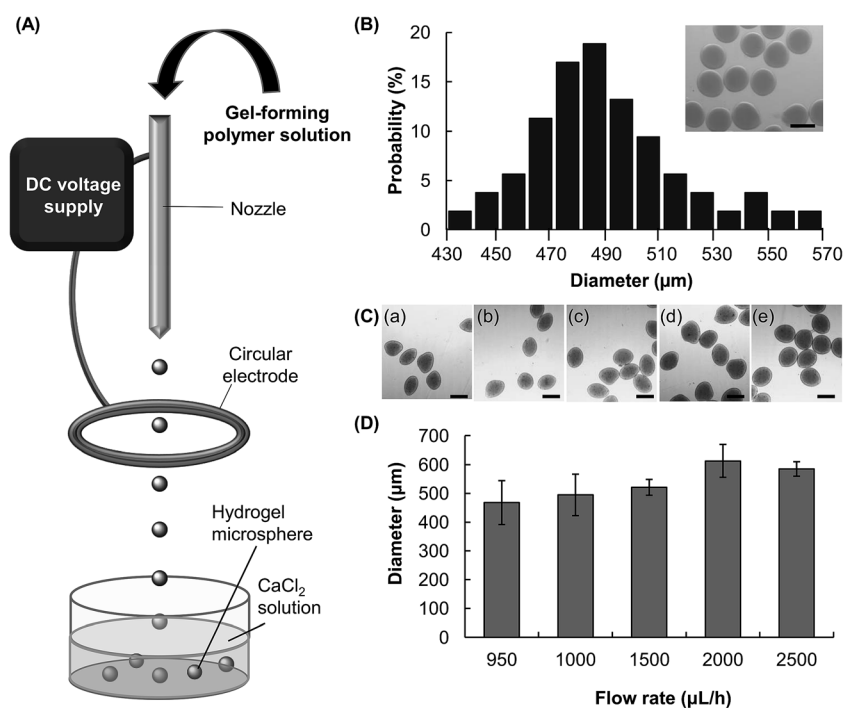 (A)
Gel-forming
polymer solution
DC voltage
supply
Nozzle
Circular
electrode
Hydrogel
microsphere
CaCl₂
solution
(B)
Probability (%)
20
15
10
5
0
430 450 470 490 510 530 550 570
Diameter (µm)
(C) (a) (b) (c) (d) (e)
(D)
Diameter (µm)
700
600
500
400
300
200
100
0
950 1000 1500 2000 2500
Flow rate (µL/h)